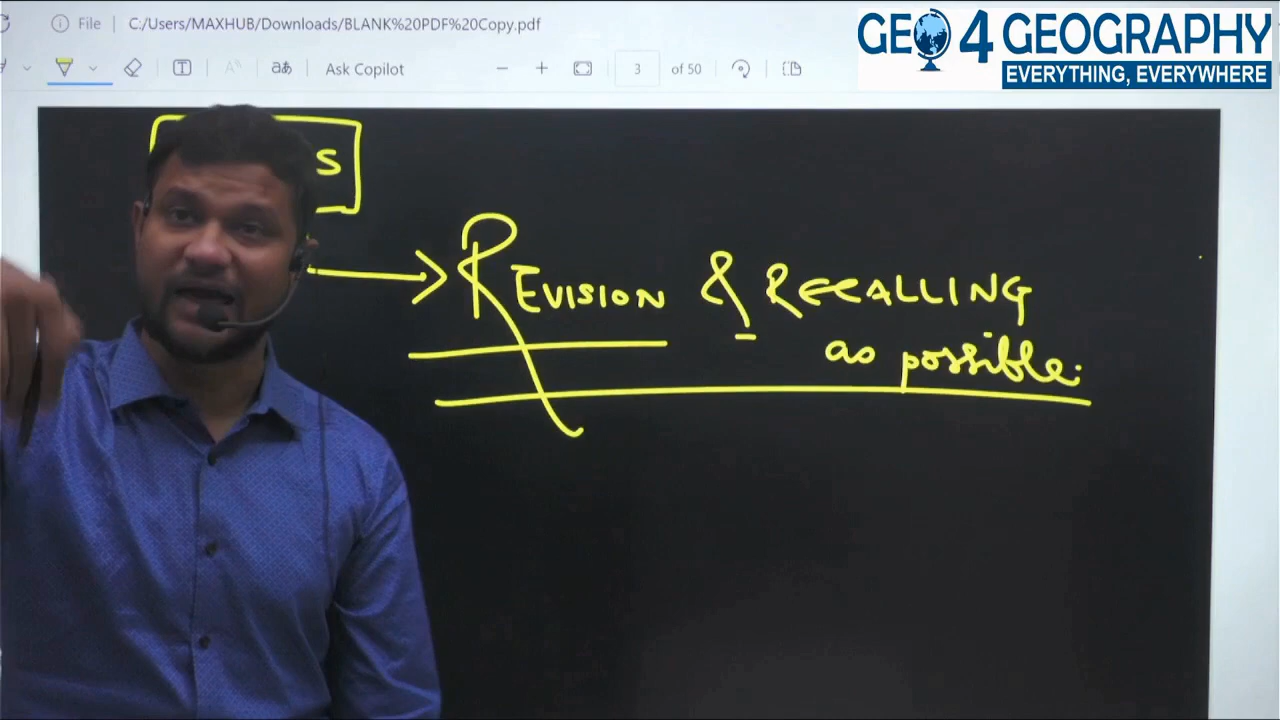 File C:/Users/MAXHUB/Downloads/BLANK%20PDF%20Copy.pdf
GEO 4 GEOGRAPHY
EVERYTHING, EVERYWHERE
Ask Copilot 3 of 50
S
REVISION & RECALLING
as possible.